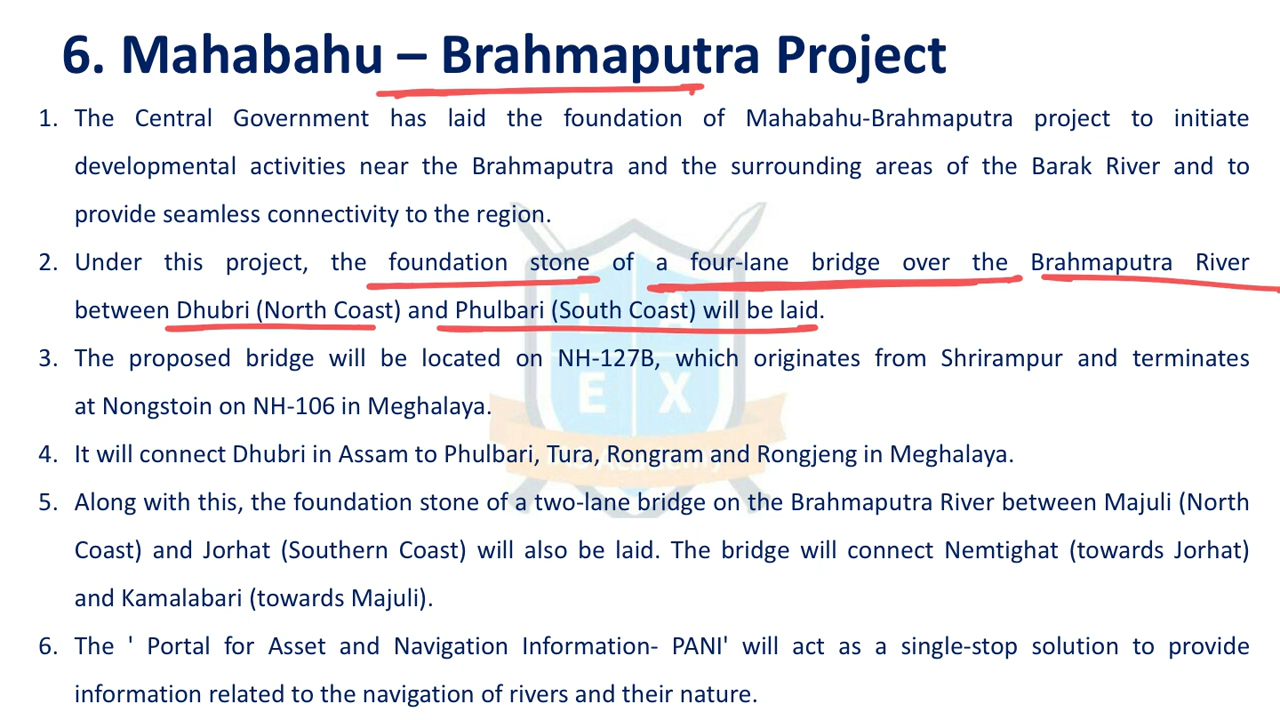 6. Mahabahu – Brahmaputra Project
1. The Central Government has laid the foundation of Mahabahu-Brahmaputra project to initiate
developmental activities near the Brahmaputra and the surrounding areas of the Barak River and to
provide seamless connectivity to the region.
2. Under this project, the foundation stone of a four-lane bridge over the Brahmaputra River
between Dhubri (North Coast) and Phulbari (South Coast) will be laid.
3. The proposed bridge will be located on NH-127B, which originates from Shrirampur and terminates
at Nongstoin on NH-106 in Meghalaya.
4. It will connect Dhubri in Assam to Phulbari, Tura, Rongram and Rongjeng in Meghalaya.
5. Along with this, the foundation stone of a two-lane bridge on the Brahmaputra River between Majuli (North
Coast) and Jorhat (Southern Coast) will also be laid. The bridge will connect Nemtighat (towards Jorhat)
and Kamalabari (towards Majuli).
6. The ' Portal for Asset and Navigation Information- PANI' will act as a single-stop solution to provide
information related to the navigation of rivers and their nature.
E X